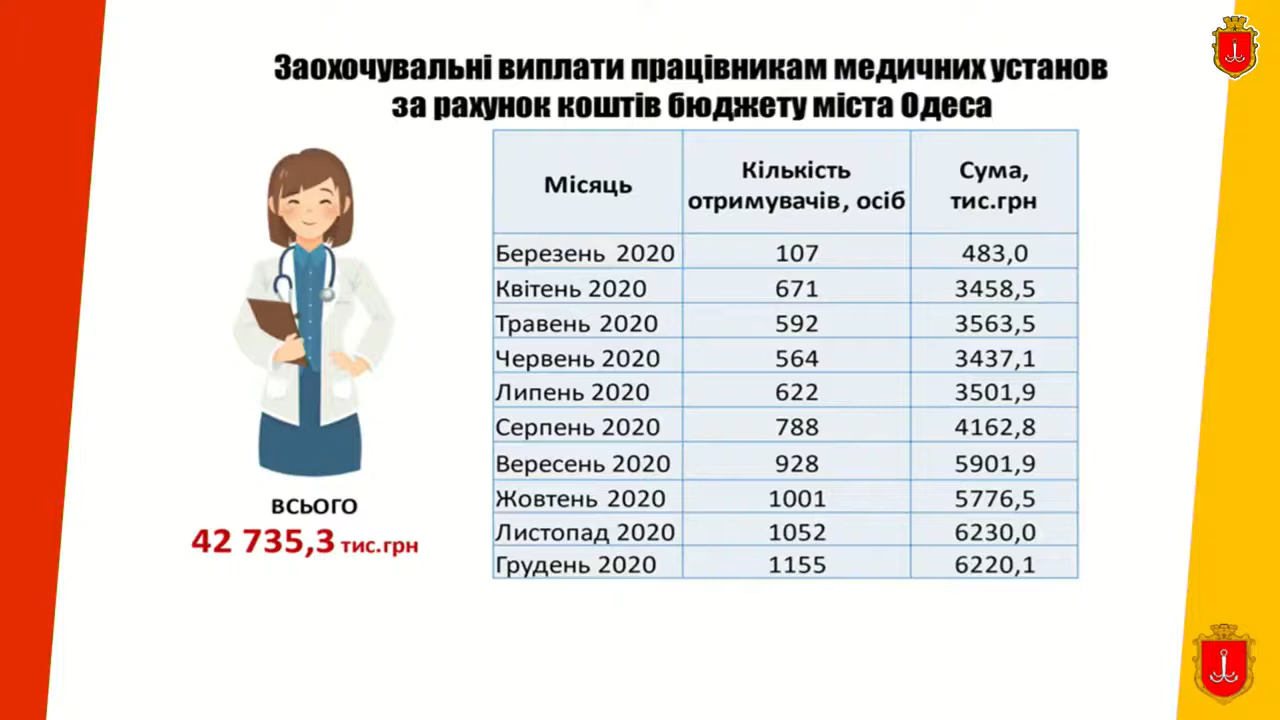 Заохочувальні виплати працівникам медичних установ
за рахунок коштів бюджету міста Одеса
Місяць
Кількість
отримувачів, осіб
Сума,
тис.грн
Березень 2020 107 483,0
Квітень 2020 671 3458,5
Травень 2020 592 3563,5
Червень 2020 564 3437,1
Липень 2020 622 3501,9
Серпень 2020 788 4162,8
Вересень 2020 928 5901,9
Жовтень 2020 1001 5776,5
Листопад 2020 1052 6230,0
Грудень 2020 1155 6220,1
ВСЬОГО
42 735,3 тис.грн